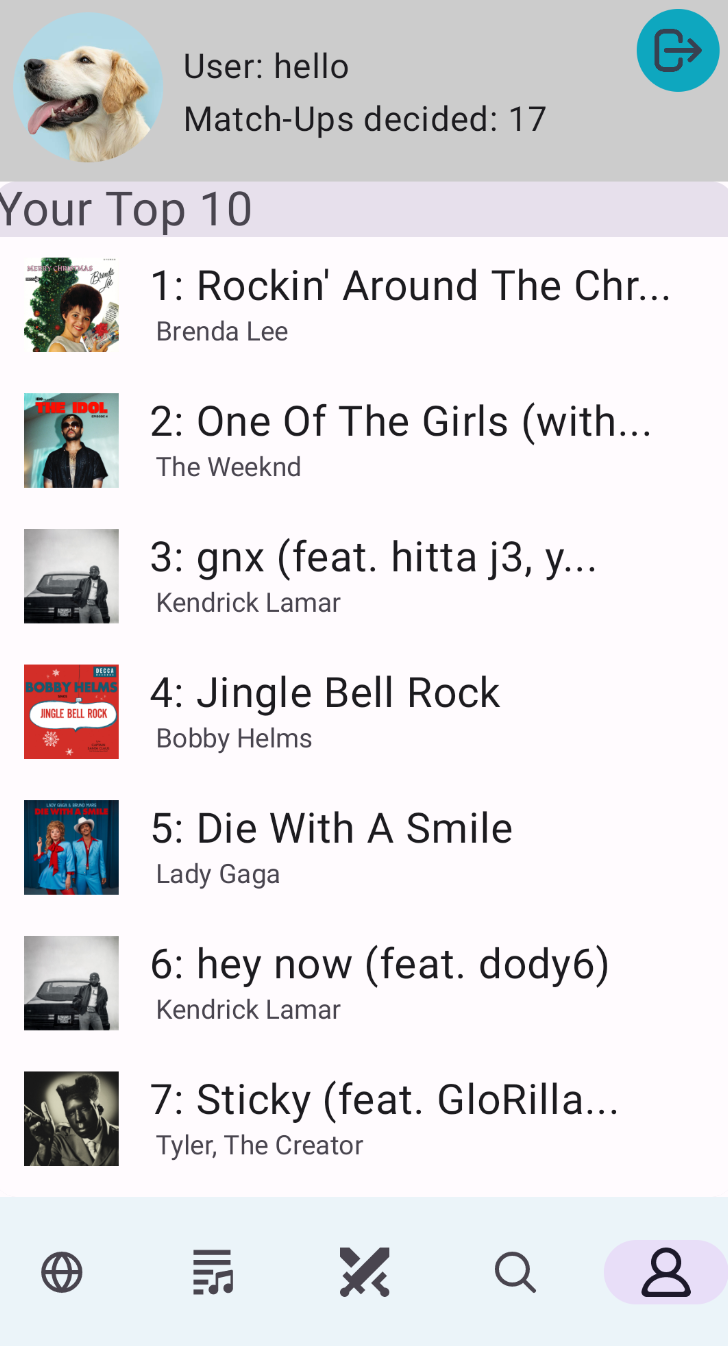 User: hello
Match-Ups decided: 17
Your Top 10
MERRY CHRISTMAS
Brenda Lee
1: Rockin' Around The Chr...
Brenda Lee
THE IDOL
2: One Of The Girls (with...
The Weeknd
3: gnx (feat. hitta j3, y...
Kendrick Lamar
DECCA
BOBBY HELMS
JINGLE BELL ROCK
4: Jingle Bell Rock
Bobby Helms
LADY GAGA & BRUNO MARS
DIE WITH A SMILE
5: Die With A Smile
Lady Gaga
6: hey now (feat. dody6)
Kendrick Lamar
7: Sticky (feat. GloRilla...
Tyler, The Creator